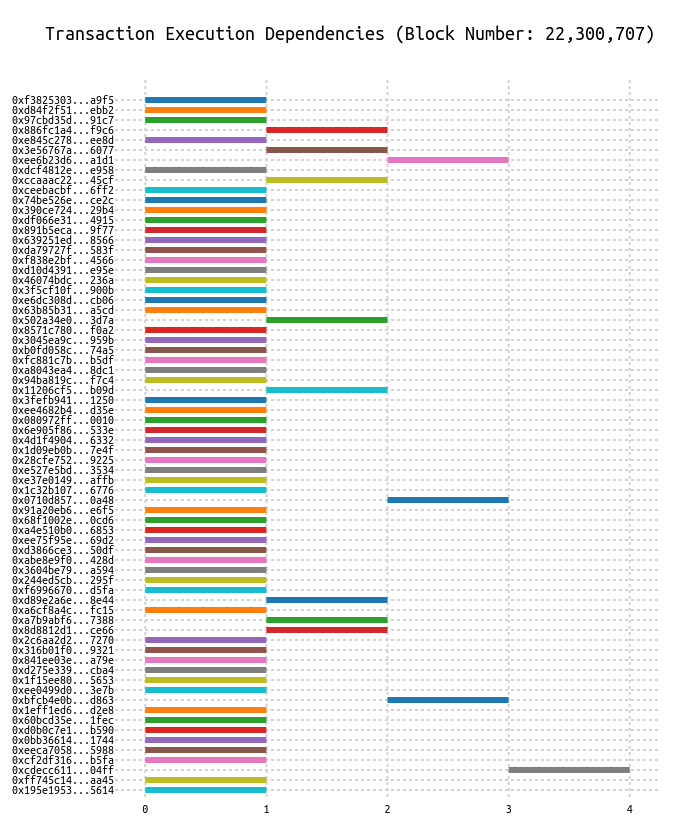 Transaction Execution Dependencies (Block Number: 22,300,707)
0xf3825303...a9f5
0xd84f2f51...ebb2
0x97cbd35d...91c7
0x886fc1a4...f9c6
0xe845c278...ee8d
0x3e56767a...6077
0xee6b23d6...a1d1
0xdcf4812e...e958
0xccaaac22...45cf
0xceebacbf...6ff2
0x74be526e...ce2c
0x390ce724...29b4
0xdf066e31...4915
0x891b5eca...9f77
0x639251ed...8566
0xda79727f...583f
0xf838e2bf...4566
0xd10d4391...e95e
0x46074bdc...236a
0x3f5cf10f...900b
0xe6dc308d...cb06
0x63b85b31...a5cd
0x502a34e0...3d7a
0x8571c780...f0a2
0x3045ea9c...959b
0xb0fd058c...74a5
0xfc881c7b...b5df
0xa8043ea4...8dc1
0x94ba819c...f7c4
0x11206cf5...b09d
0x3fefb941...1250
0xee4682b4...d35e
0x080972ff...0010
0x6e905f86...533e
0x4d1f4904...6332
0x1d09eb0b...7e4f
0x28cfe752...9225
0xe527e5bd...3534
0xe37e0149...affb
0x1c32b107...6776
0x0710d857...0a48
0x91a20eb6...e6f5
0x68f1002e...0cd6
0xa4e510b0...6853
0xee75f95e...69d2
0xd3866ce3...50df
0xabe8e9f0...428d
0x3604be79...a594
0x244ed5cb...295f
0xf6996670...d5fa
0xd89e2a6e...8e44
0xa6cf8a4c...fc15
0xa7b9abf6...7388
0x8d8812d1...ce66
0x2c6aa2d2...7270
0x316b01f0...9321
0x841ee03e...a79e
0xd275e339...cba4
0x1f15ee80...5653
0xee0499d0...3e7b
0xbfcb4e0b...d863
0x1eff1ed6...d2e8
0x60bcd35e...1fec
0xd0b0c7e1...b590
0x0bb36614...1744
0xeeca7058...5988
0xcf2df316...b5fa
0xcdecc611...04ff
0xff745c14...aa45
0x195e1953...5614
0 1 2 3 4